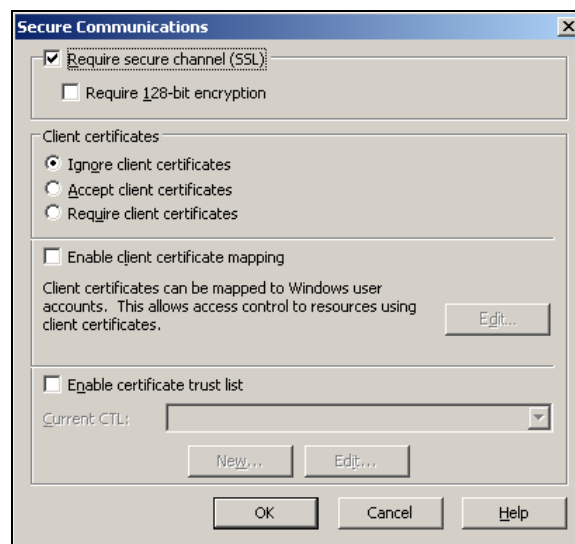 Secure Communications
Require secure channel (SSL)
Require 128-bit encryption
Client certificates
Ignore client certificates
Accept client certificates
Require client certificates
Enable client certificate mapping
Client certificates can be mapped to Windows user
accounts. This allows access control to resources using
client certificates.
Edit...
Enable certificate trust list
Current CTL:
New... Edit...
OK Cancel Help